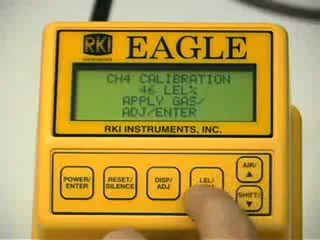 RKI EAGLE
INSTRUMENTS
CH4 CALIBRATION
46 LEL%
APPLY GAS/
ADJ/ENTER
RKI INSTRUMENTS, INC.
POWER/ RESET/ DISP/ LEL/ AIR/
ENTER SILENCE ADJ
SHIFT/